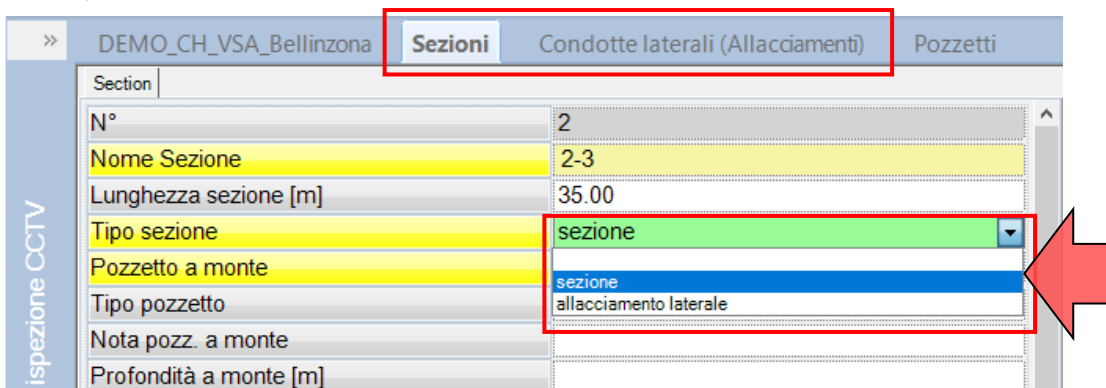 » DEMO_CH_VSA_Bellinzona Sezioni Condotte laterali (Allacciamenti) Pozzetti
Section
N° 2
Nome Sezione 2-3
Lunghezza sezione [m] 35.00
Tipo sezione sezione
Pozzetto a monte
sezione
Tipo pozzetto
allacciamento laterale
Nota pozz. a monte
Profondità a monte [m]
ispezione CCTV